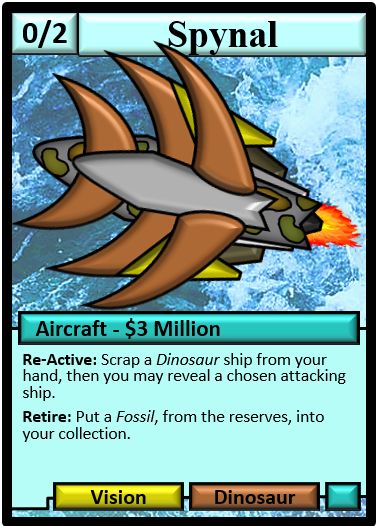 0/2 Spynal
Aircraft - $3 Million
Re-Active: Scrap a Dinosaur ship from your
hand, then you may reveal a chosen attacking
ship.
Retire: Put a Fossil, from the reserves, into
your collection.
Vision Dinosaur